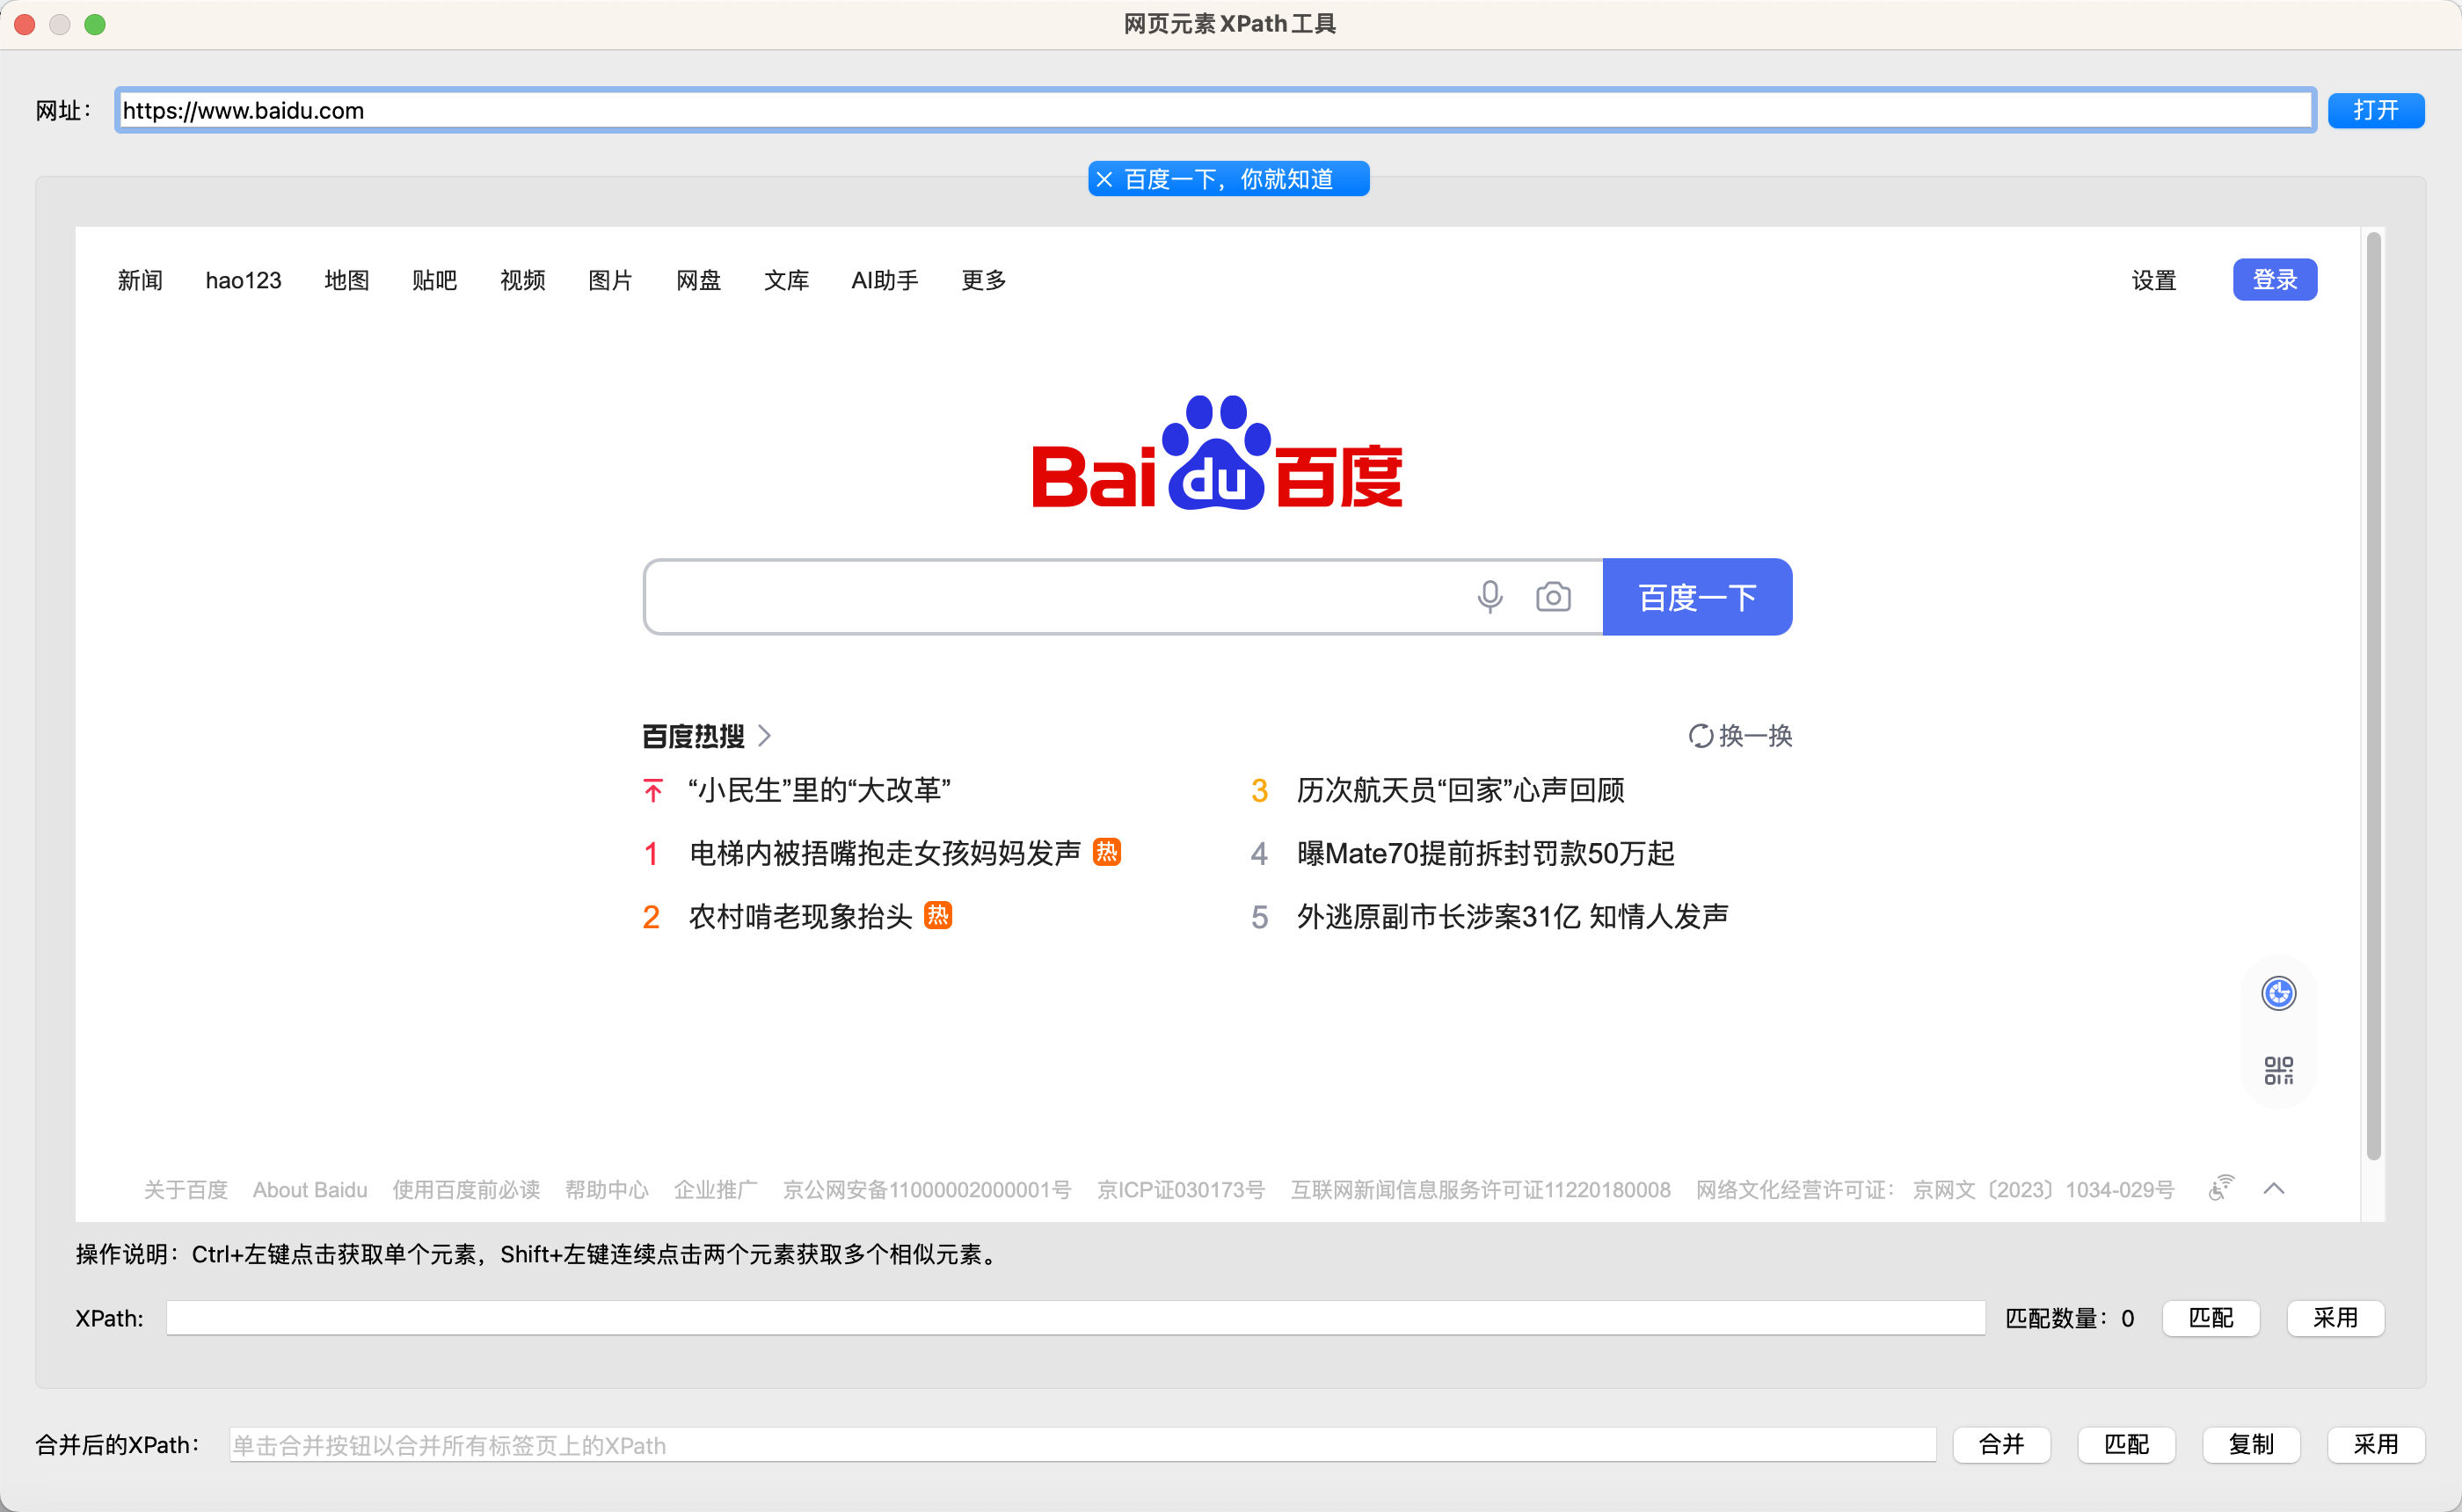 网页元素XPath工具
网址： https://www.baidu.com 打开
百度一下，你就知道
新闻 hao123 地图 贴吧 视频 图片 网盘 文库 AI助手 更多 设置 登录
Bai du 百度
百度一下
百度热搜 换一换
“小民生”里的“大改革”
3 历次航天员“回家”心声回顾
1 电梯内被捂嘴抱走女孩妈妈发声 热
4 曝Mate70提前拆封罚款50万起
2 农村啃老现象抬头 热
5 外逃原副市长涉案31亿 知情人发声
关于百度 About Baidu 使用百度前必读 帮助中心 企业推广 京公网安备11000002000001号 京ICP证030173号 互联网新闻信息服务许可证11220180008 网络文化经营许可证： 京网文〔2023〕1034-029号
操作说明：Ctrl+左键点击获取单个元素，Shift+左键连续点击两个元素获取多个相似元素。
XPath: 匹配数量：0 匹配 采用
合并后的XPath： 单击合并按钮以合并所有标签页上的XPath 合并 匹配 复制 采用